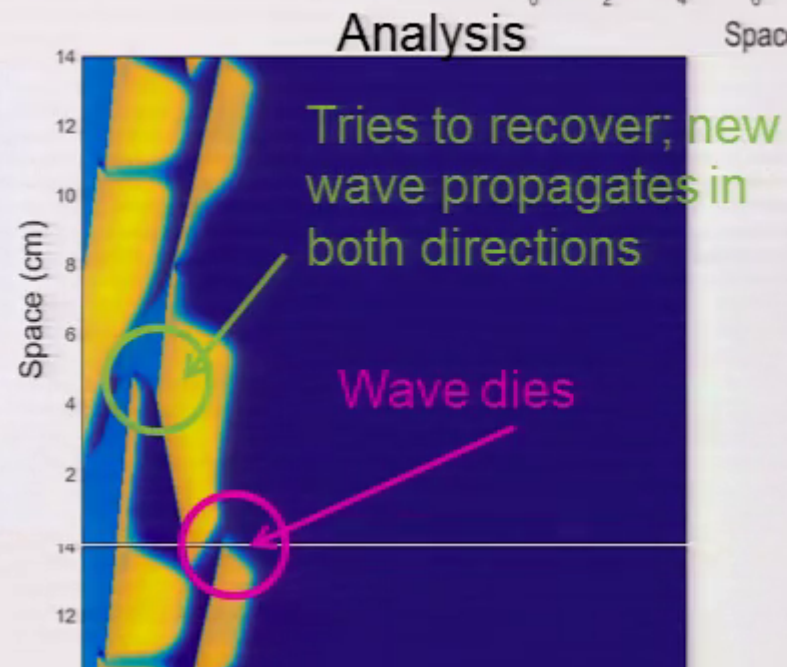 Analysis
Spac
14
12
10
8
6
4
2
14
12
Space (cm)
Tries to recover; new
wave propagates in
both directions
Wave dies